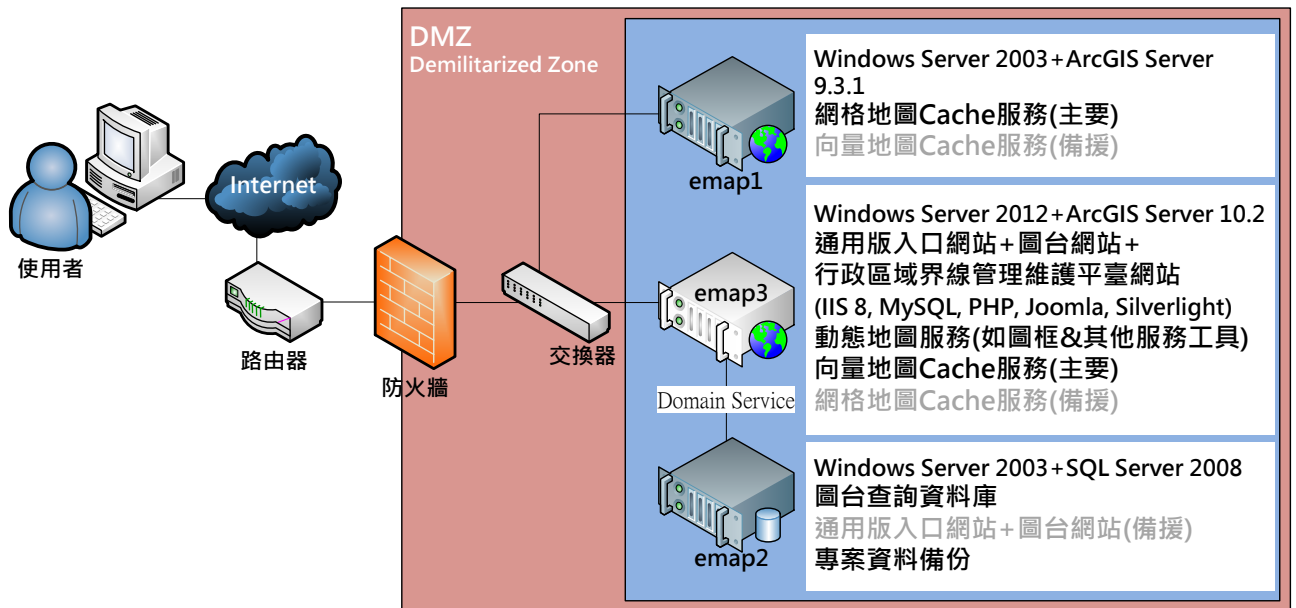 DMZ
Demilitarized Zone
使用者
Internet
路由器
防火牆
交換器
emap1
Windows Server 2003+ArcGIS Server
9.3.1
網格地圖Cache服務(主要)
向量地圖Cache服務(備援)
emap3
Windows Server 2012+ArcGIS Server 10.2
通用版入口網站+圖台網站+
行政區域界線管理維護平臺網站
(IIS 8, MySQL, PHP, Joomla, Silverlight)
動態地圖服務(如圖框&其他服務工具)
向量地圖Cache服務(主要)
網格地圖Cache服務(備援)
Domain Service
emap2
Windows Server 2003+SQL Server 2008
圖台查詢資料庫
通用版入口網站+圖台網站(備援)
專案資料備份